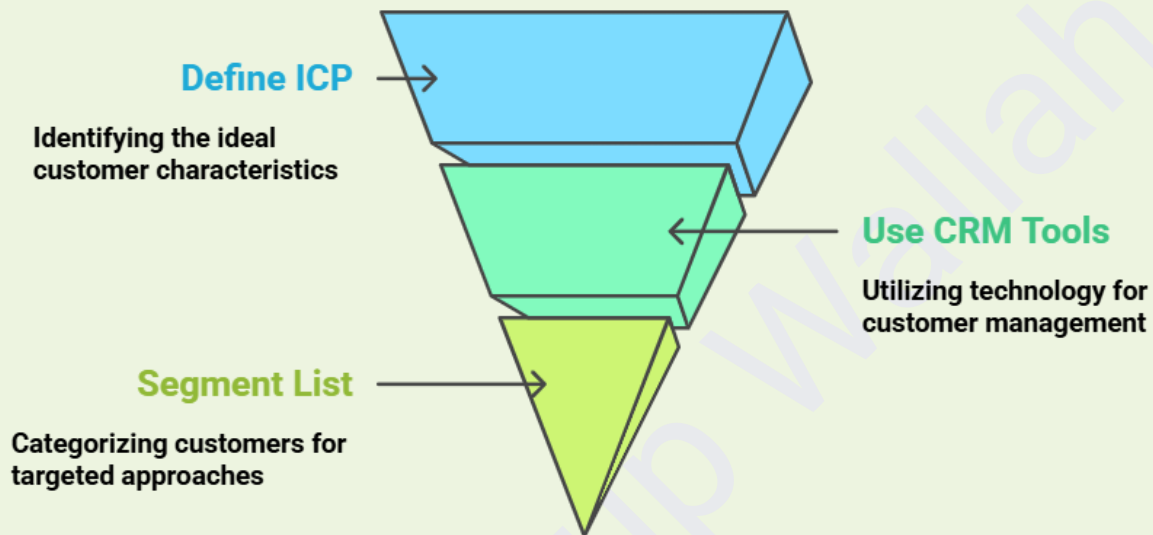 Define ICP
Identifying the ideal
customer characteristics
Use CRM Tools
Utilizing technology for
customer management
Segment List
Categorizing customers for
targeted approaches
Wallah